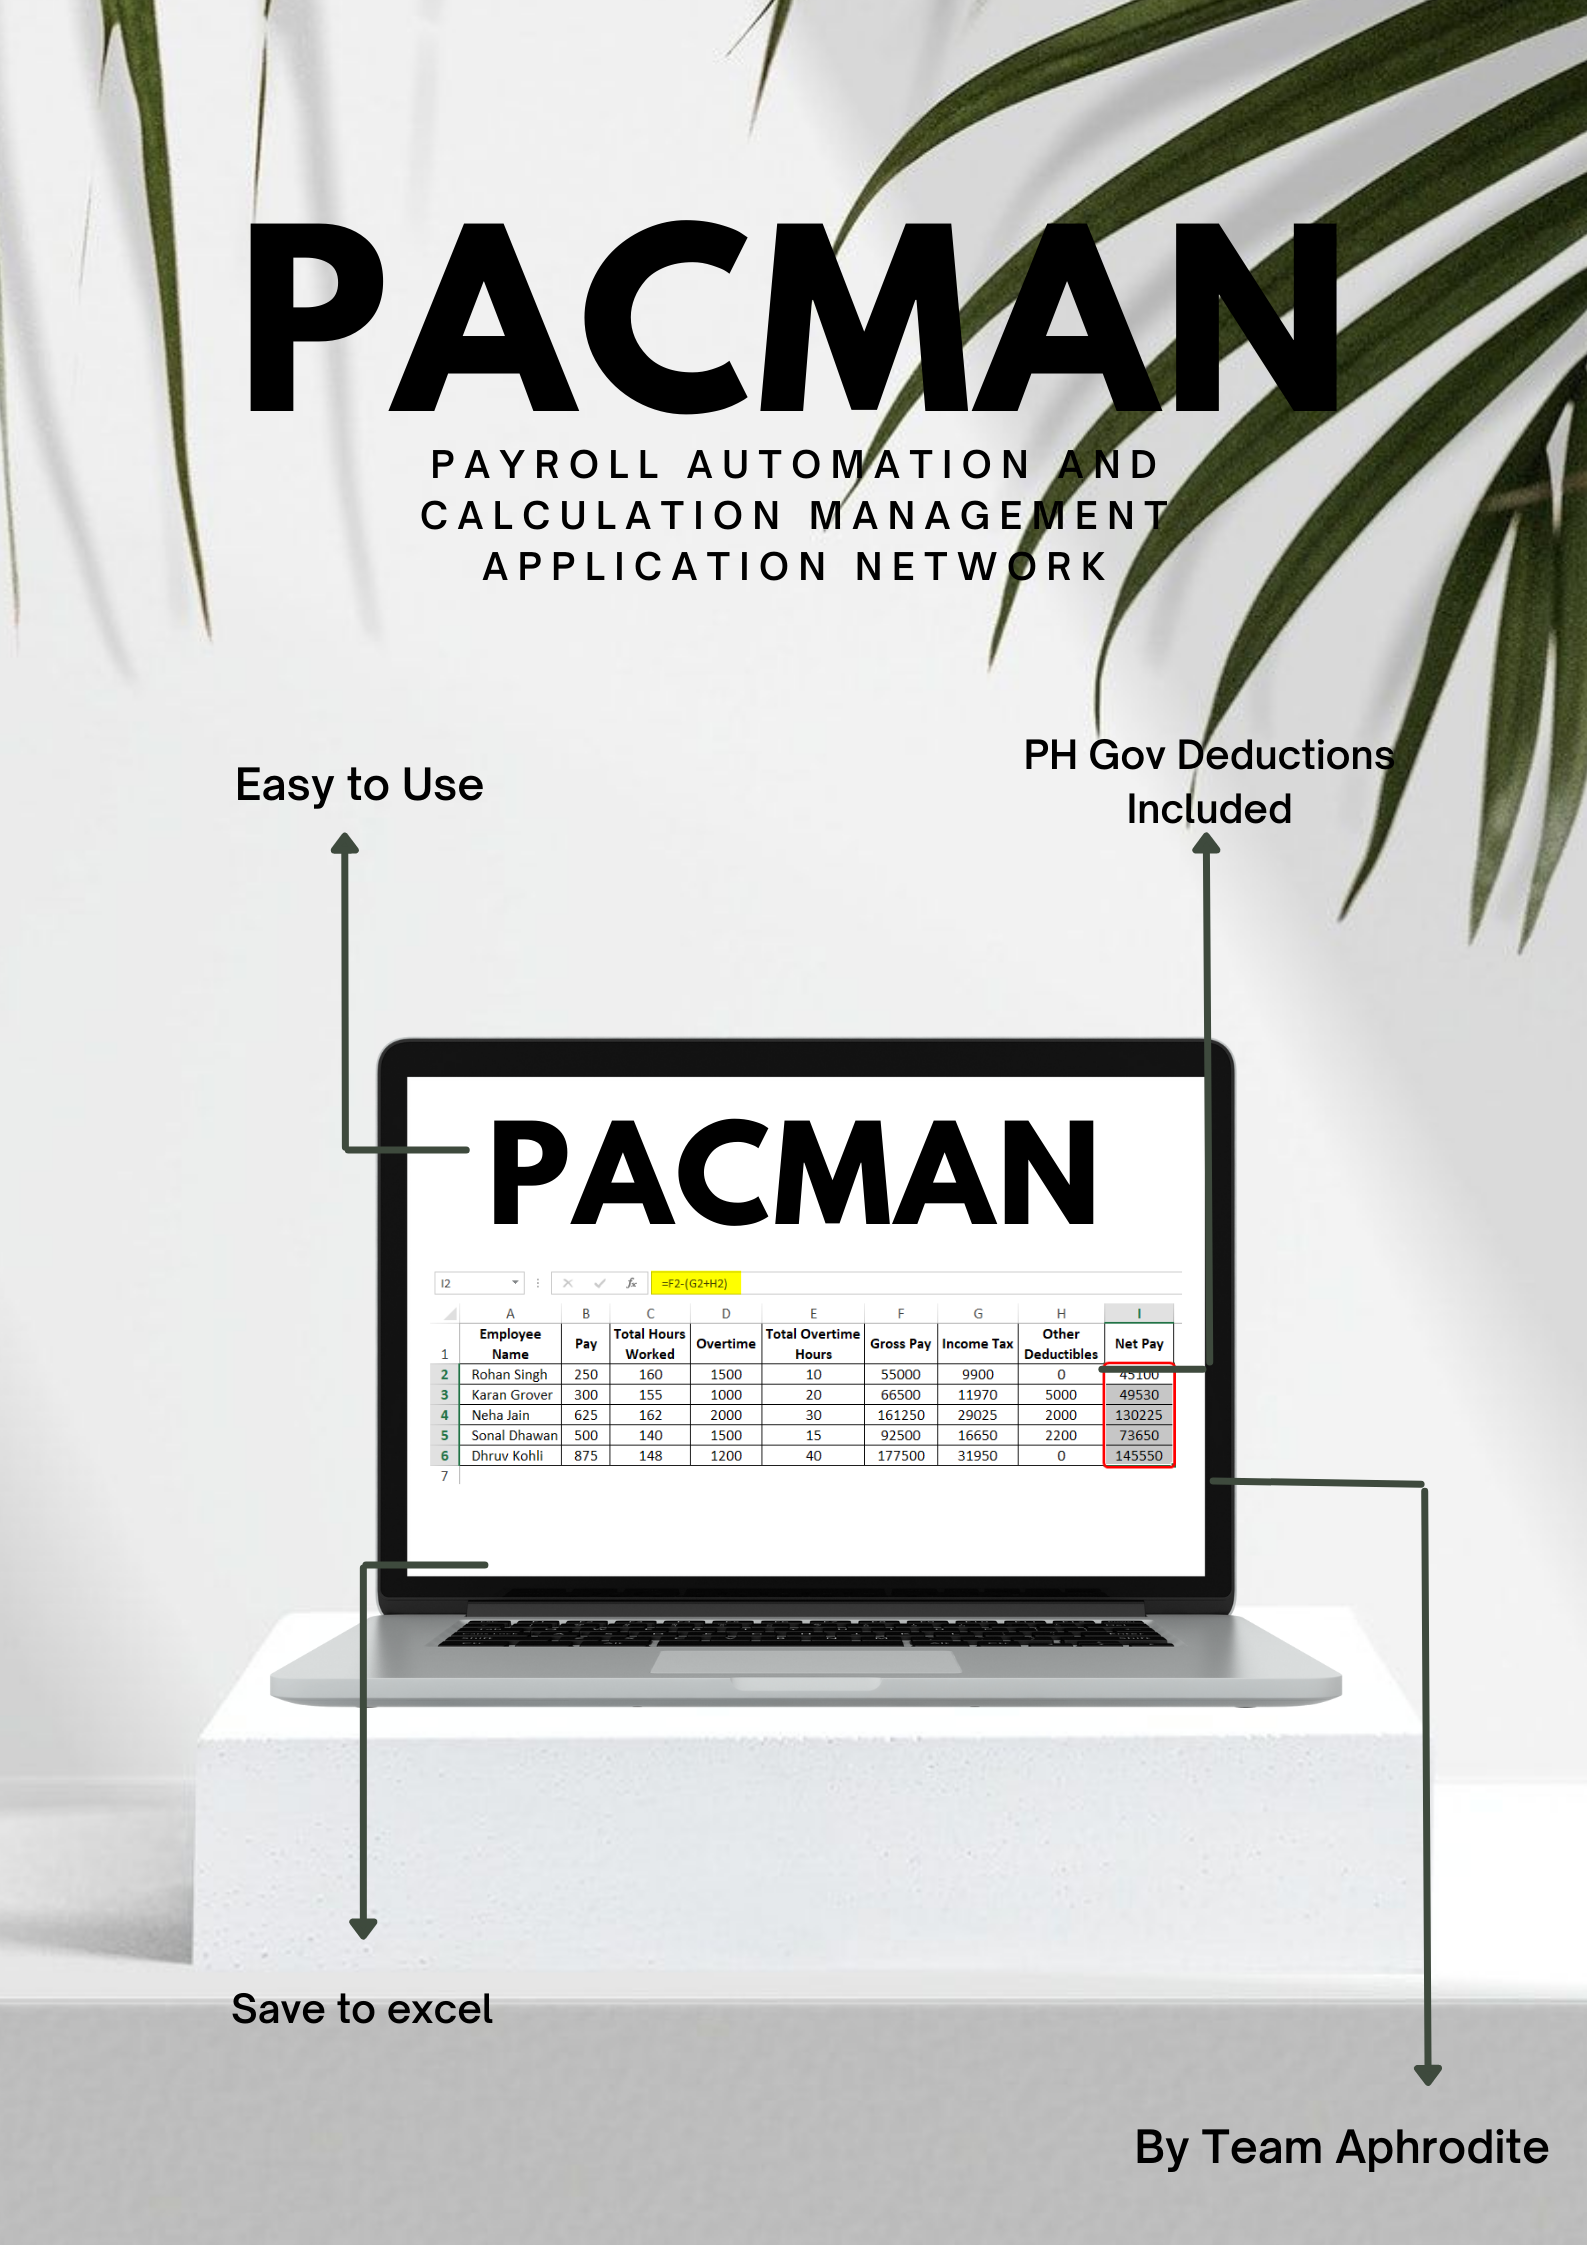 PACMAN
PAYROLL AUTOMATION AND
CALCULATION MANAGEMENT
APPLICATION NETWORK
Easy to Use
PH Gov Deductions
Included
PACMAN
I2 fx =F2-(G2+H2)
A B C D E F G H I
1 Employee Name Pay Total Hours Worked Overtime Total Overtime Hours Gross Pay Income Tax Other Deductibles Net Pay
2 Rohan Singh 250 160 1500 10 55000 9900 0 45100
3 Karan Grover 300 155 1000 20 66500 11970 5000 49530
4 Neha Jain 625 162 2000 30 161250 29025 2000 130225
5 Sonal Dhawan 500 140 1500 15 92500 16650 2200 73650
6 Dhruv Kohli 875 148 1200 40 177500 31950 0 145550
7
Save to excel
By Team Aphrodite